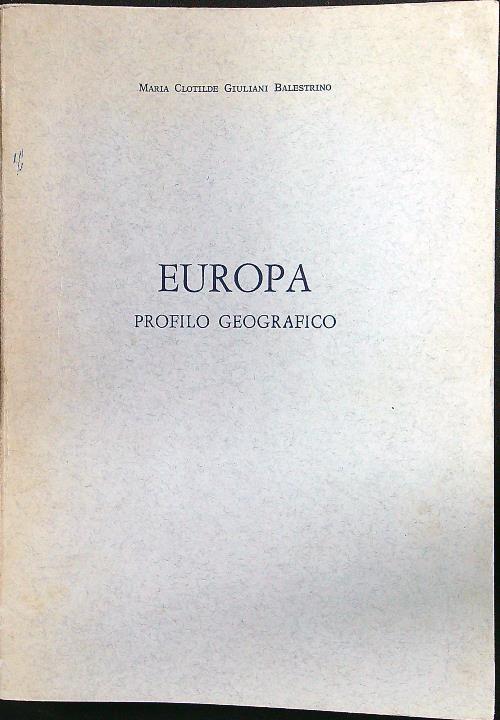 Maria Clotilde Giuliani Balestrino
EUROPA
PROFILO GEOGRAFICO